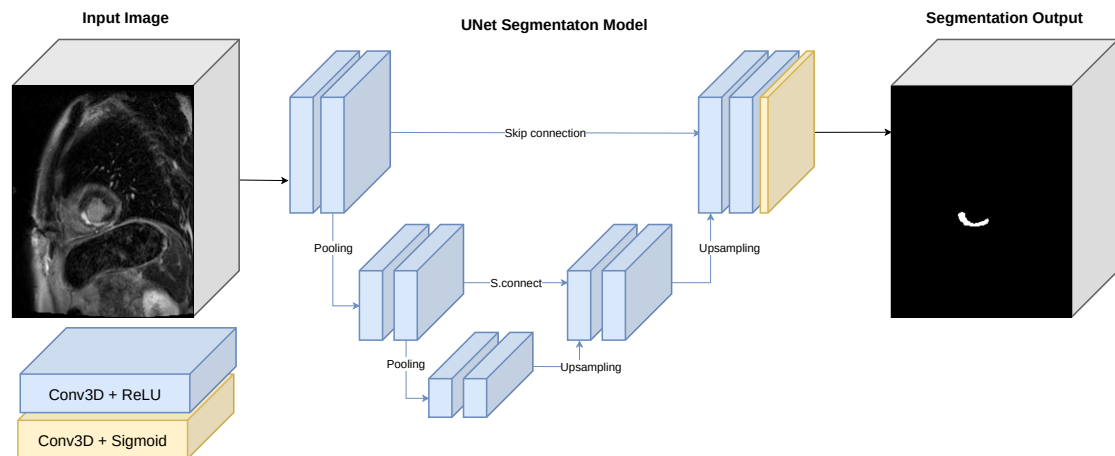 Input Image
UNet Segmentaton Model
Segmentation Output
Skip connection
Pooling
S.connect
Upsampling
Pooling
Upsampling
Conv3D + ReLU
Conv3D + Sigmoid